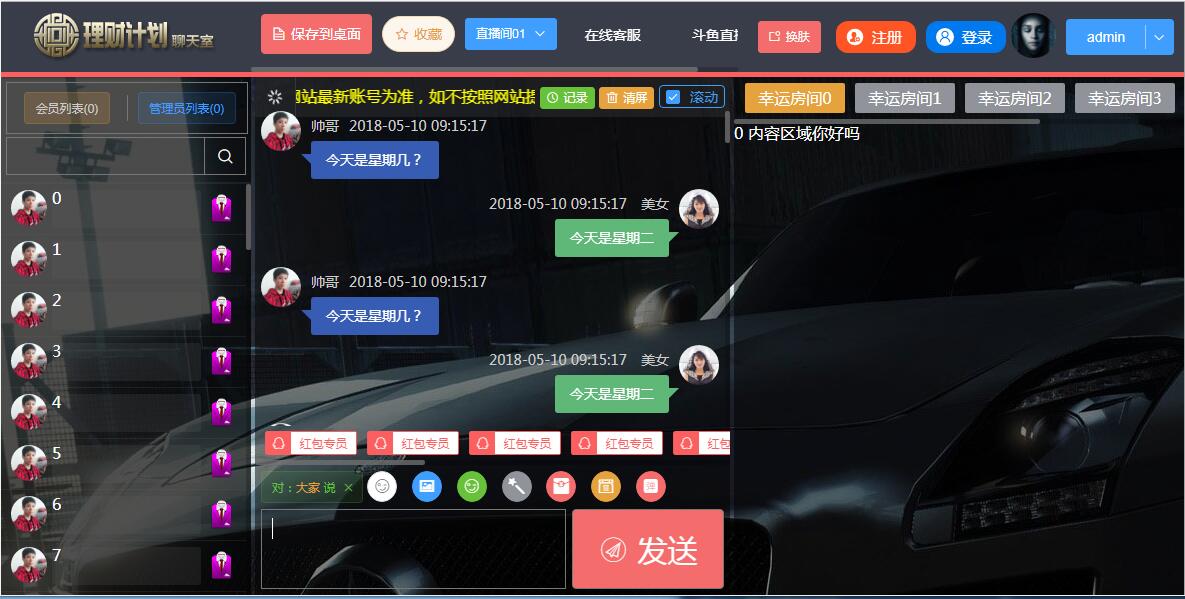 理财计划 聊天室
保存到桌面
收藏
直播间01
在线客服
斗鱼直
换肤
注册
登录
admin
会员列表(0)
管理员列表(0)
站最新账号为准，如不按照网站
记录
清屏
滚动
幸运房间0
幸运房间1
幸运房间2
幸运房间3
0 内容区域你好吗
帅哥 2018-05-10 09:15:17
今天是星期几？
2018-05-10 09:15:17 美女
今天是星期二
帅哥 2018-05-10 09:15:17
今天是星期几？
2018-05-10 09:15:17 美女
今天是星期二
0
1
2
3
4
5
6
7
红包专员
红包专员
红包专员
红包专员
红包
对：大家 说 ×
弹
发送